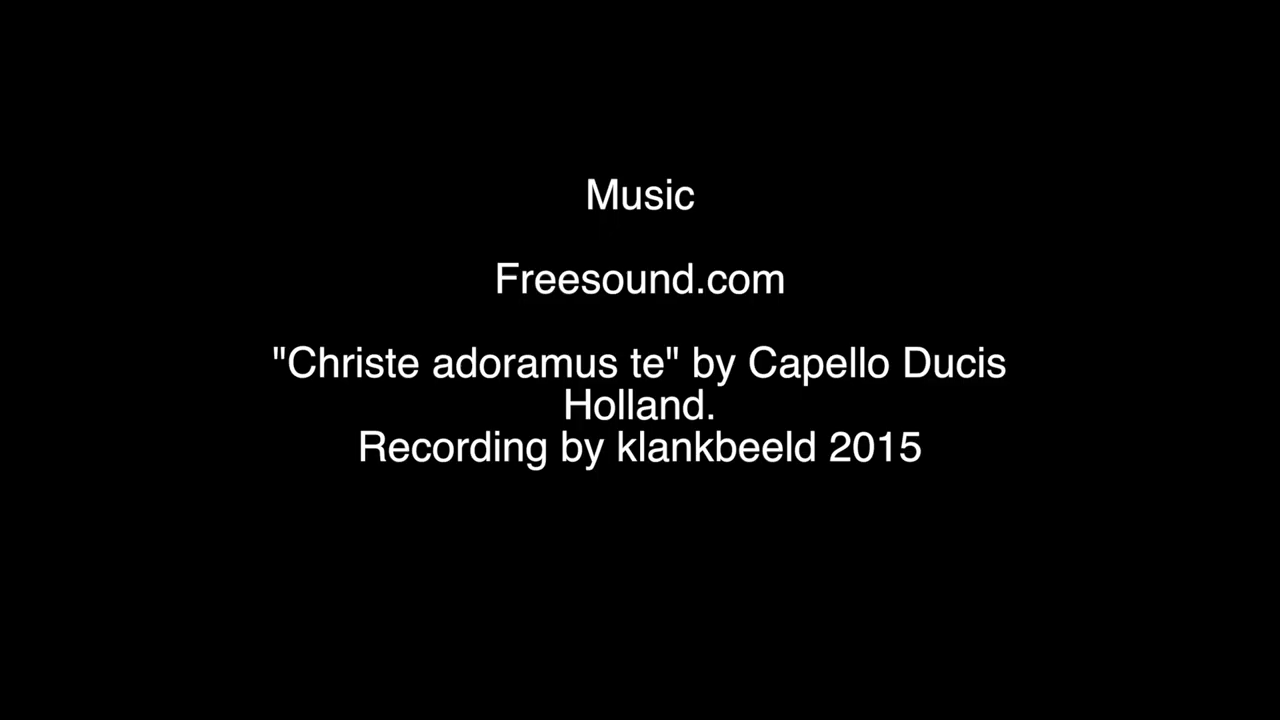 Music
Freesound.com
"Christe adoramus te" by Capello Ducis
Holland.
Recording by klankbeeld 2015